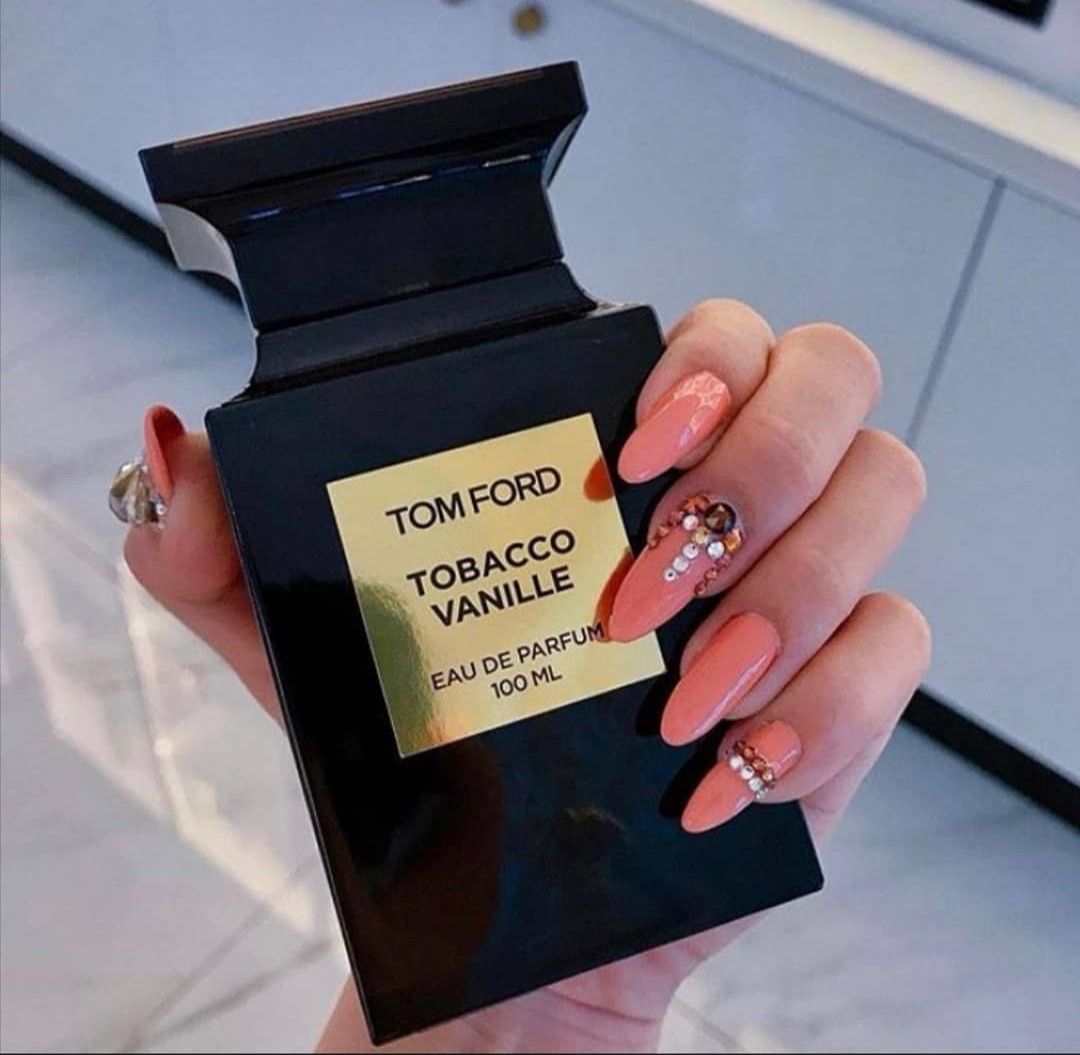 TOM FORD
TOBACCO
VANILLE
EAU DE PARFUM
100 ML